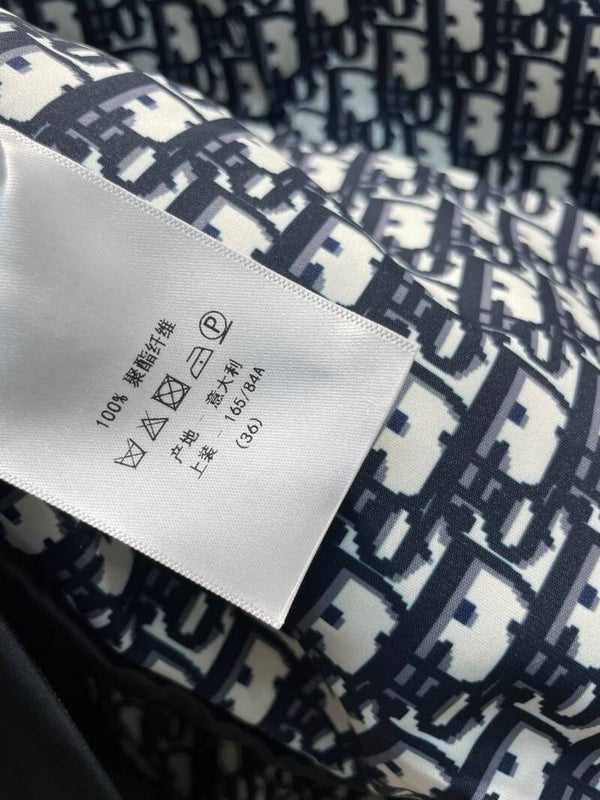 100% 聚酯纤维
P
产地 - 意大利
上装 - 165/84A
(36)